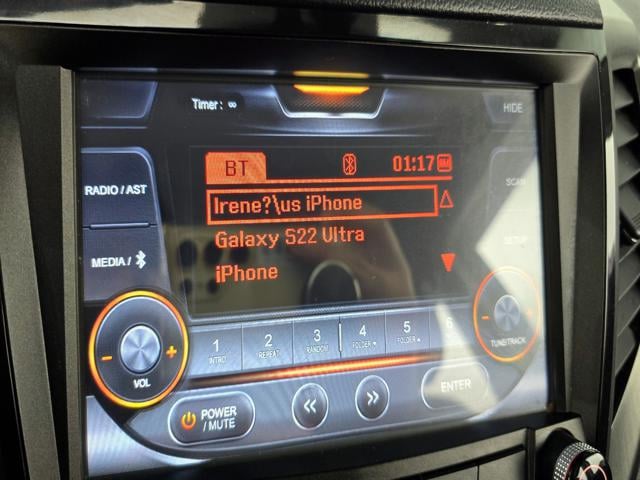 Timer : ∞
HIDE
BT 01:17 AM
RADIO / AST
Irene?\us iPhone
SCAN
Galaxy S22 Ultra
SETUP
MEDIA /
iPhone
1 2 3 4 5 6
INTRO REPEAT RANDOM FOLDER ▼ FOLDER ▲
- + VOL
- TUNE/TRACK
POWER / MUTE
<< >>
ENTER